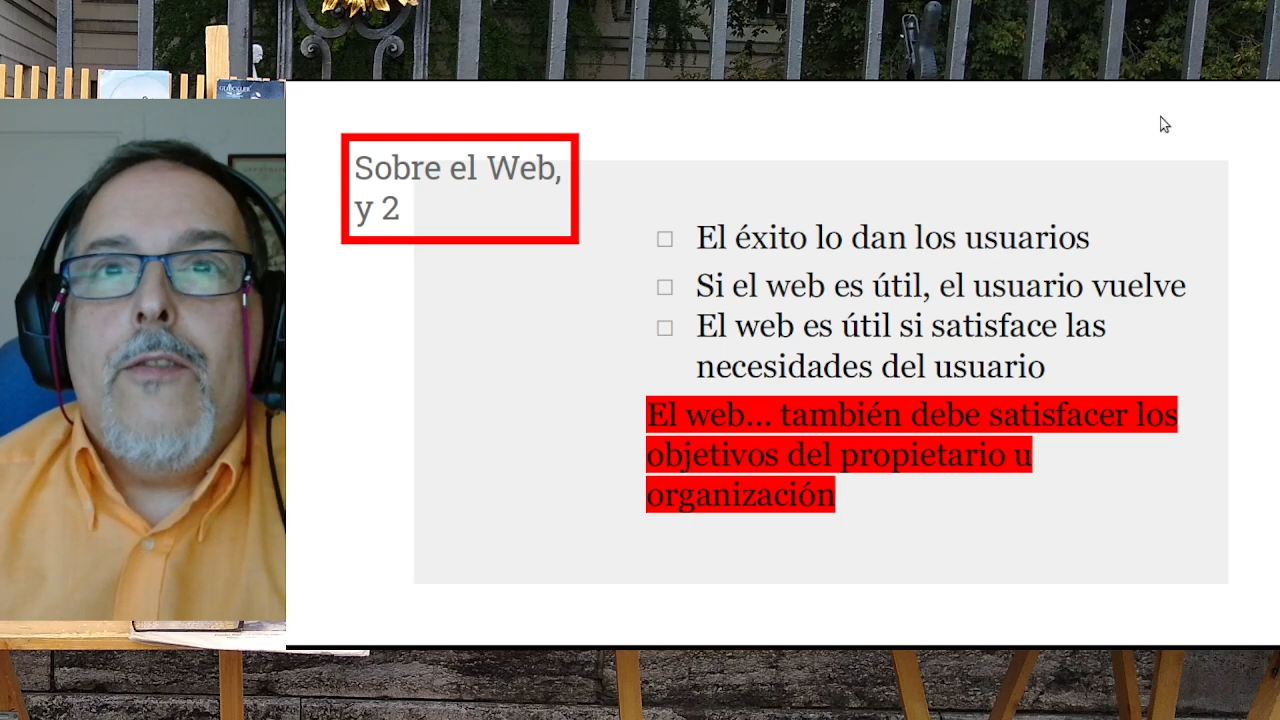 Sobre el Web,
y 2
El éxito lo dan los usuarios
Si el web es útil, el usuario vuelve
El web es útil si satisface las
necesidades del usuario
El web... también debe satisfacer los
objetivos del propietario u
organización